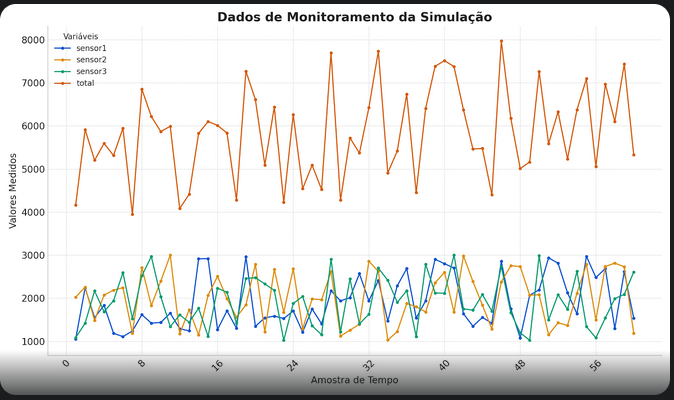 Dados de Monitoramento da Simulação
Variáveis
sensor1
sensor2
sensor3
total
Valores Medidos
8000
7000
6000
5000
4000
3000
2000
1000
0 8 16 24 32 40 48 56
Amostra de Tempo